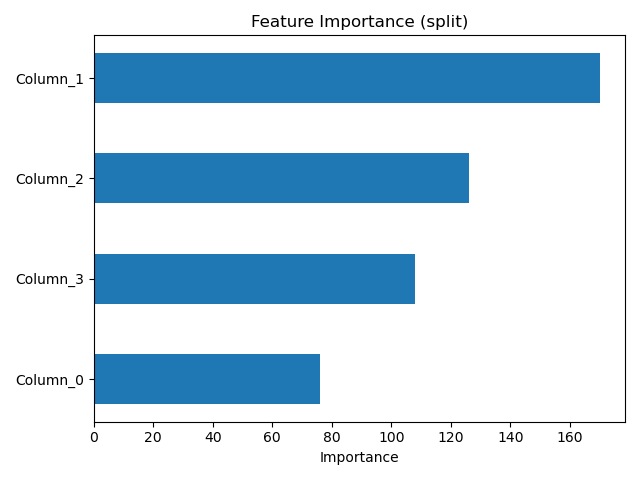 Feature Importance (split)
Column_1
Column_2
Column_3
Column_0
0 20 40 60 80 100 120 140 160
Importance